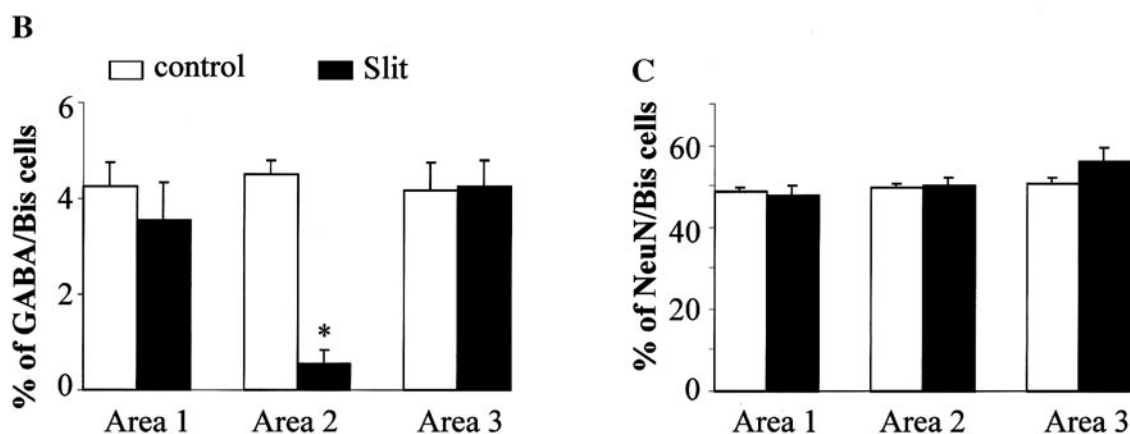 B
control Slit
% of GABA/Bis cells
6
4
2
0
*
Area 1 Area 2 Area 3
C
% of NeuN/Bis cells
60
40
20
0
Area 1 Area 2 Area 3